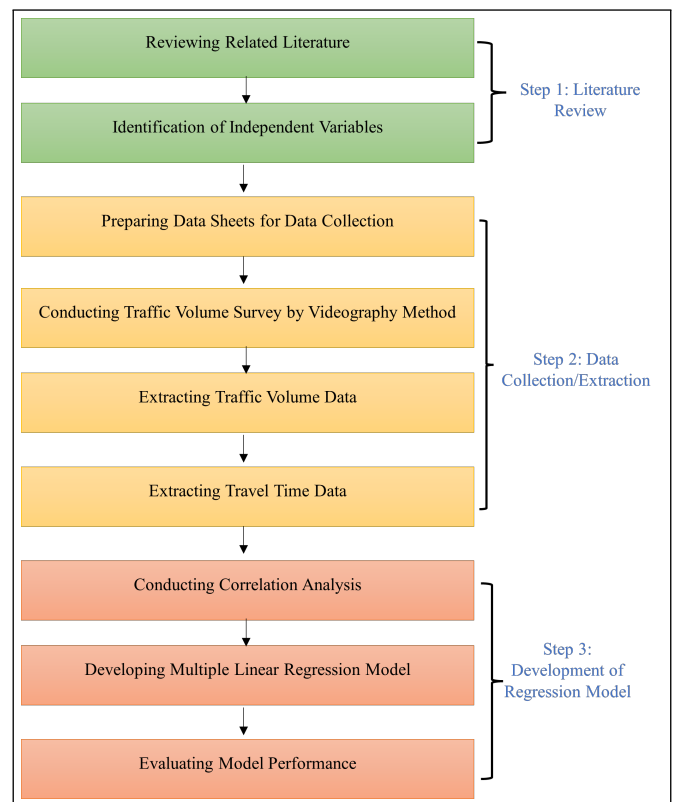 Reviewing Related Literature
Identification of Independent Variables
Step 1: Literature
Review
Preparing Data Sheets for Data Collection
Conducting Traffic Volume Survey by Videography Method
Extracting Traffic Volume Data
Extracting Travel Time Data
Step 2: Data
Collection/Extraction
Conducting Correlation Analysis
Developing Multiple Linear Regression Model
Evaluating Model Performance
Step 3:
Development of
Regression Model